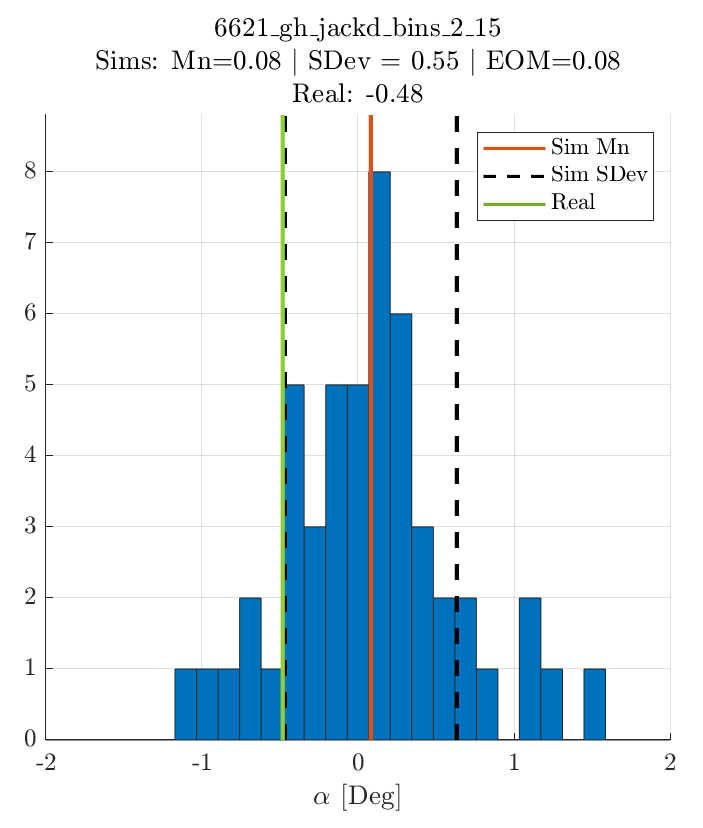 6621_gh_jackd_bins_2_15
Sims: Mn=0.08 | SDev = 0.55 | EOM=0.08
Real: -0.48
Sim Mn
Sim SDev
Real
8
7
6
5
4
3
2
1
0
-2 -1 0 1 2
α [Deg]